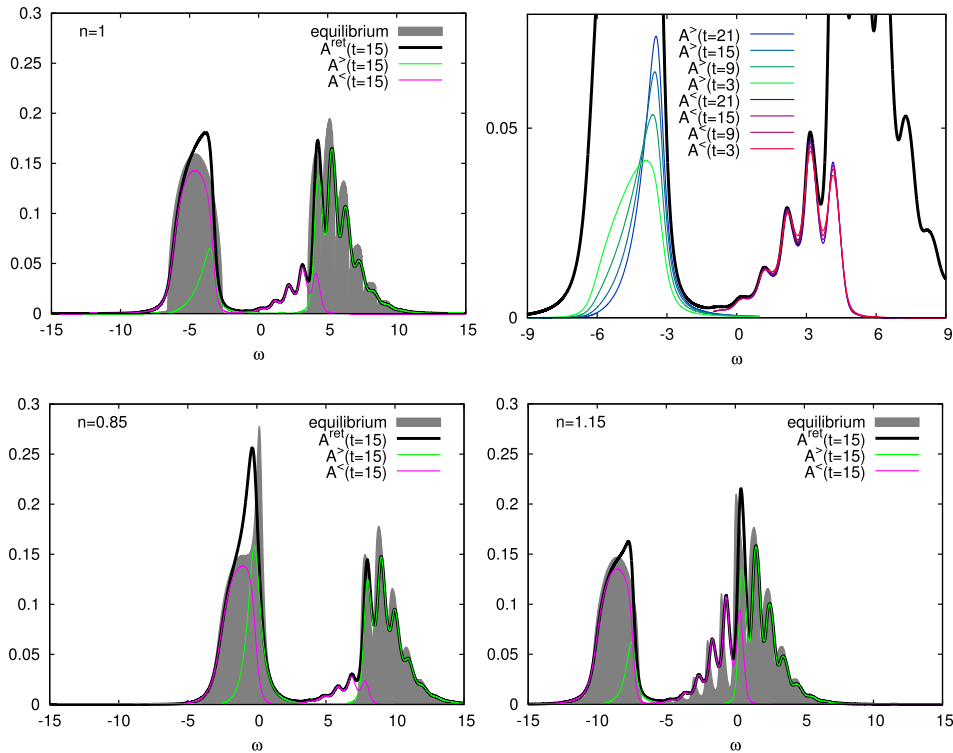 n=1
equilibrium
A^ret(t=15)
A^>(t=15)
A^<(t=15)
0.3
0.25
0.2
0.15
0.1
0.05
0
-15 -10 -5 0 5 10 15
ω
A^>(t=21)
A^>(t=15)
A^>(t=9)
A^>(t=3)
A^<(t=21)
A^<(t=15)
A^<(t=9)
A^<(t=3)
0.05
0
-9 -6 -3 0 3 6 9
ω
n=0.85
equilibrium
A^ret(t=15)
A^>(t=15)
A^<(t=15)
0.3
0.25
0.2
0.15
0.1
0.05
0
-15 -10 -5 0 5 10 15
ω
n=1.15
equilibrium
A^ret(t=15)
A^>(t=15)
A^<(t=15)
0.3
0.25
0.2
0.15
0.1
0.05
0
-15 -10 -5 0 5 10 15
ω